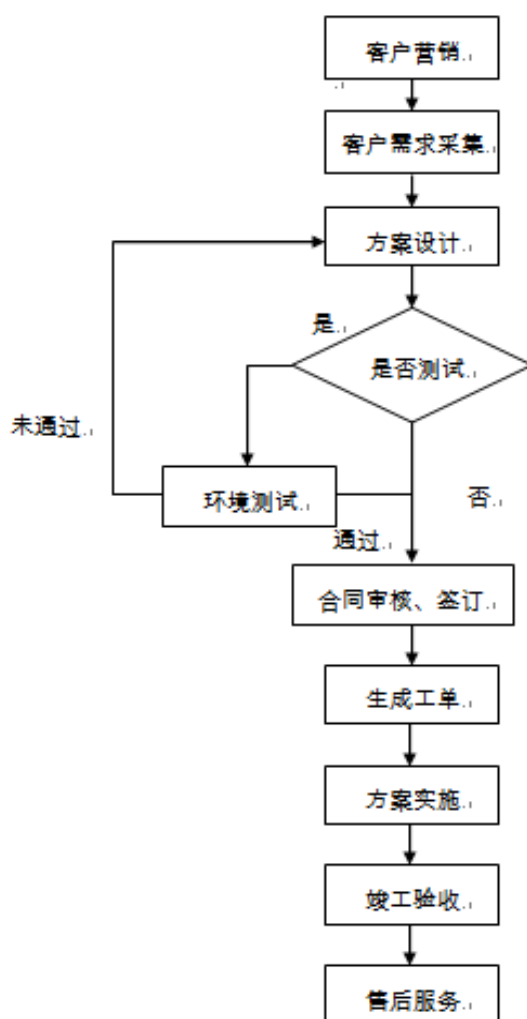 客户营销
客户需求采集
方案设计
是
是否测试
未通过
环境测试
否
通过
合同审核、签订
生成工单
方案实施
竣工验收
售后服务